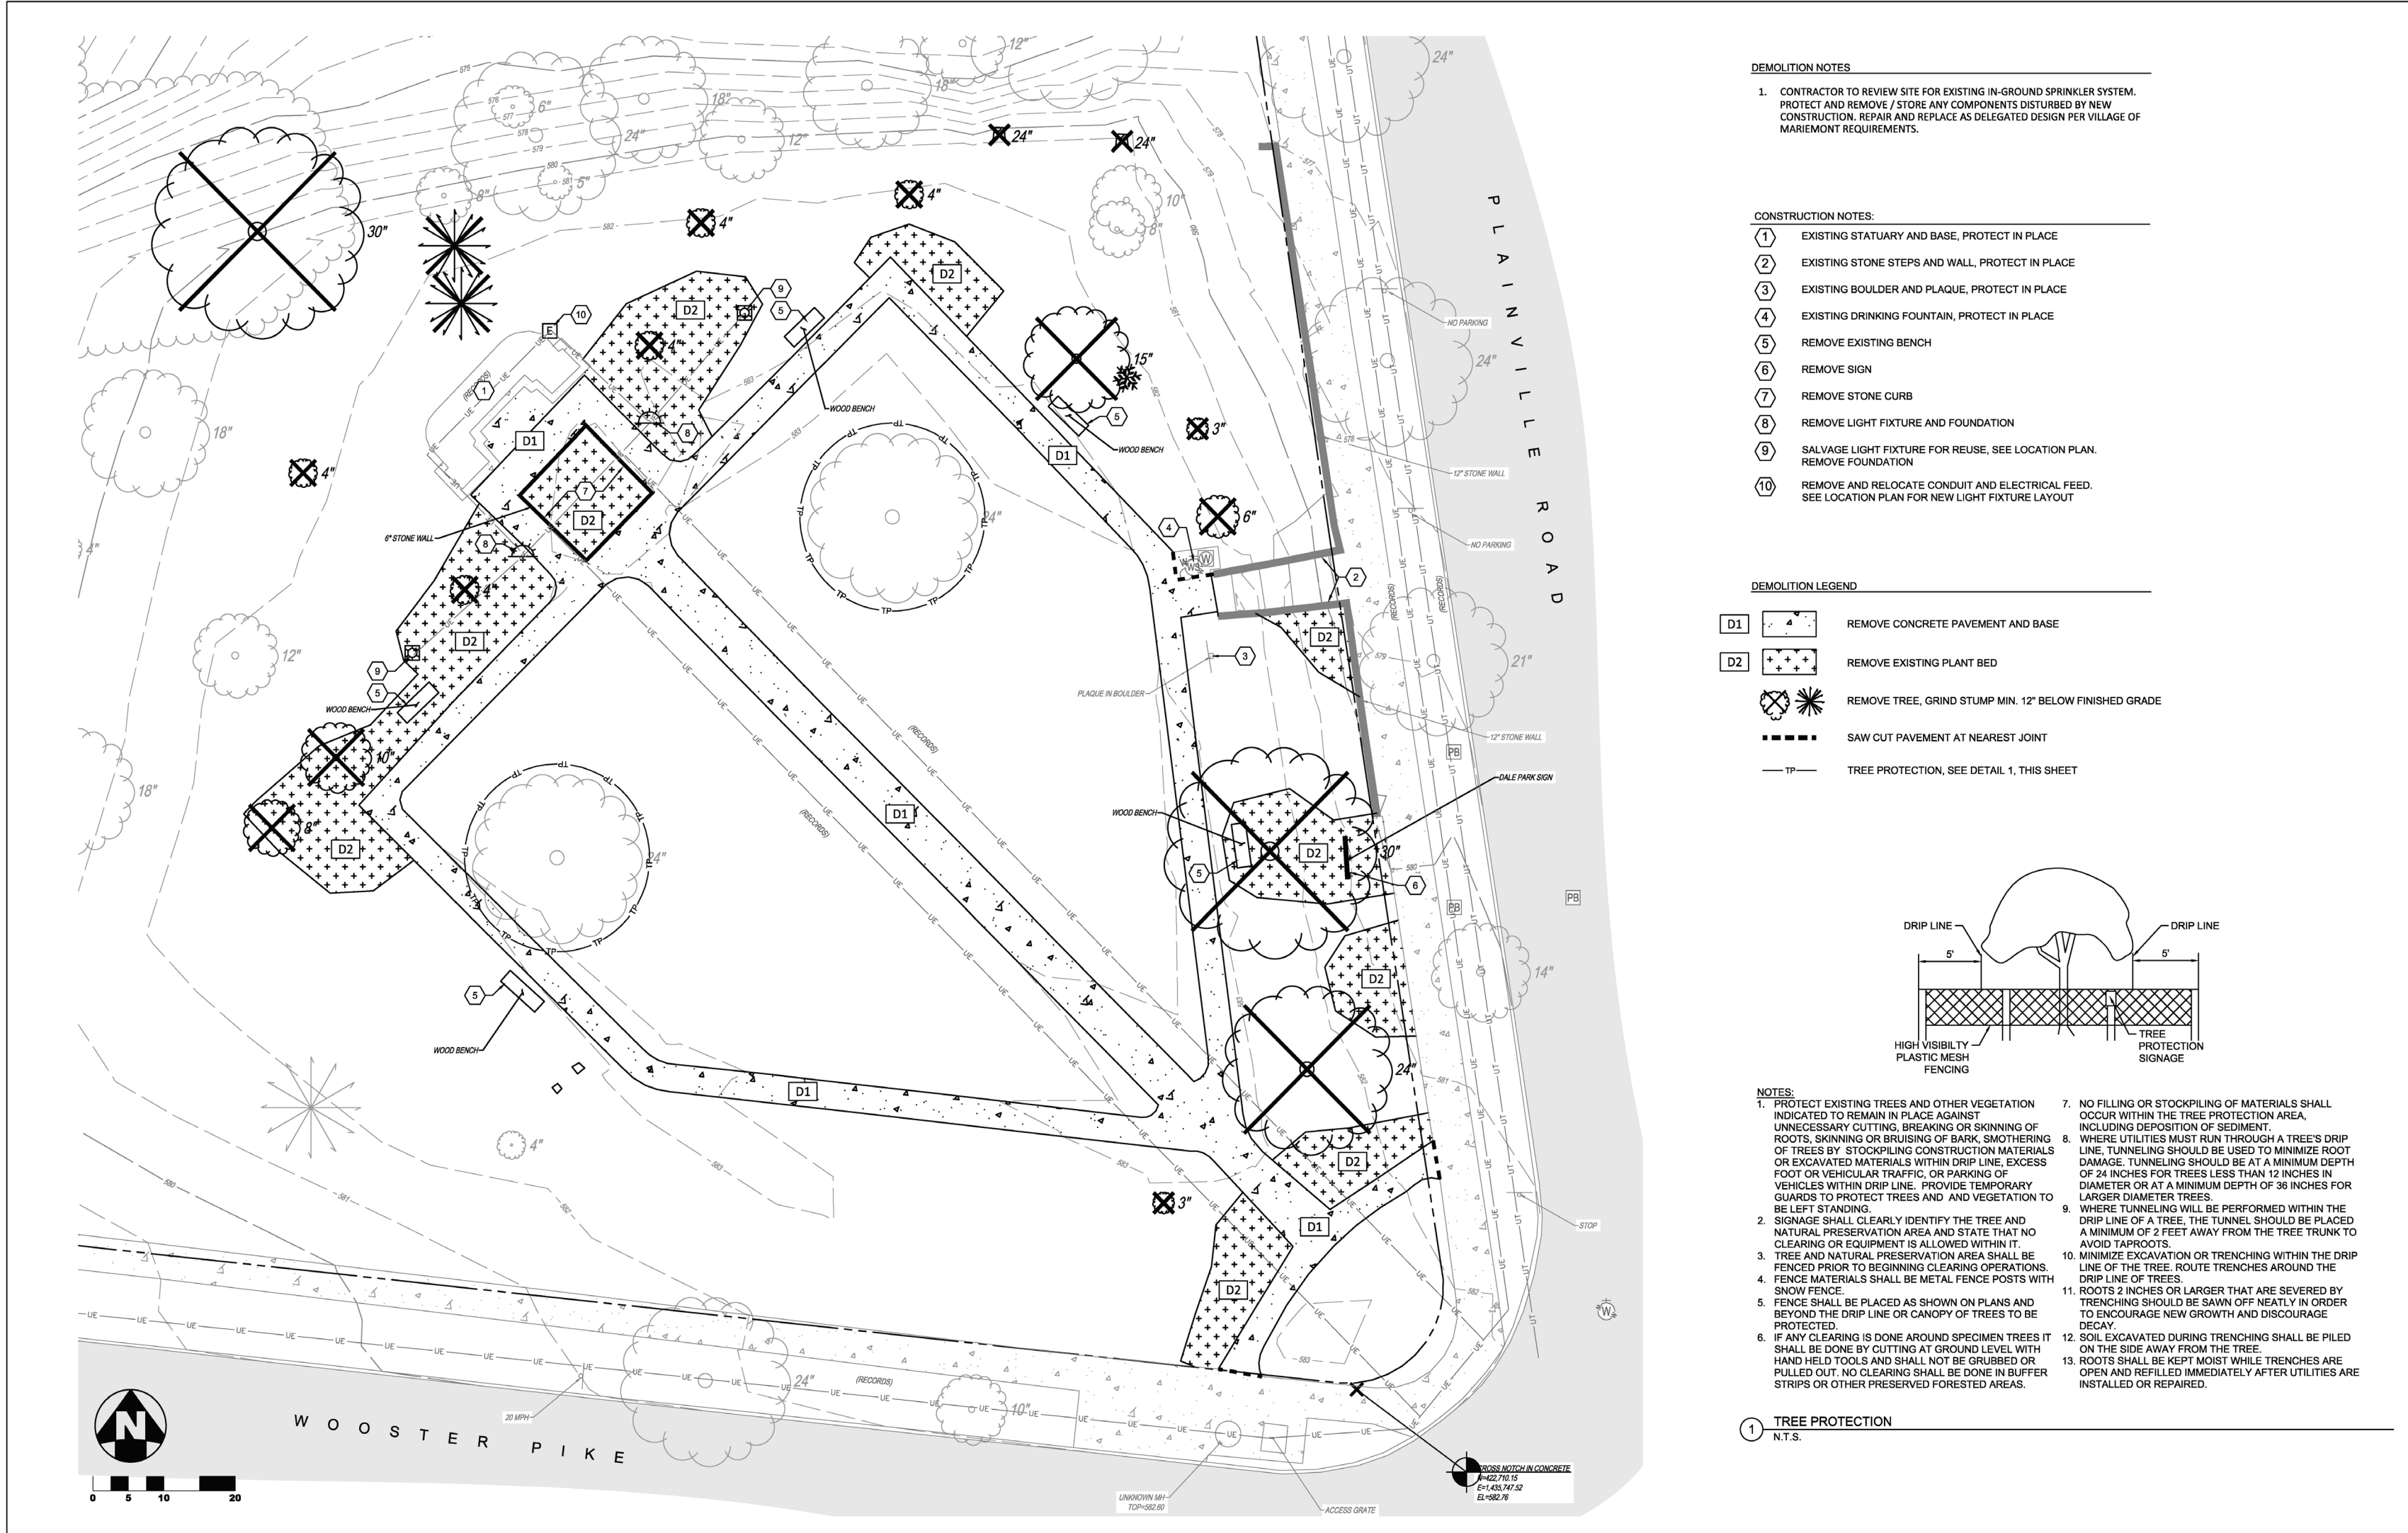 DEMOLITION NOTES
1. CONTRACTOR TO REVIEW SITE FOR EXISTING IN-GROUND SPRINKLER SYSTEM.
PROTECT AND REMOVE / STORE ANY COMPONENTS DISTURBED BY NEW
CONSTRUCTION. REPAIR AND REPLACE AS DELEGATED DESIGN PER VILLAGE OF
MARIEMONT REQUIREMENTS.
CONSTRUCTION NOTES:
1 EXISTING STATUARY AND BASE, PROTECT IN PLACE
2 EXISTING STONE STEPS AND WALL, PROTECT IN PLACE
3 EXISTING BOULDER AND PLAQUE, PROTECT IN PLACE
4 EXISTING DRINKING FOUNTAIN, PROTECT IN PLACE
5 REMOVE EXISTING BENCH
6 REMOVE SIGN
7 REMOVE STONE CURB
8 REMOVE LIGHT FIXTURE AND FOUNDATION
9 SALVAGE LIGHT FIXTURE FOR REUSE, SEE LOCATION PLAN.
REMOVE FOUNDATION
10 REMOVE AND RELOCATE CONDUIT AND ELECTRICAL FEED.
SEE LOCATION PLAN FOR NEW LIGHT FIXTURE LAYOUT
DEMOLITION LEGEND
D1 REMOVE CONCRETE PAVEMENT AND BASE
D2 REMOVE EXISTING PLANT BED
REMOVE TREE, GRIND STUMP MIN. 12" BELOW FINISHED GRADE
SAW CUT PAVEMENT AT NEAREST JOINT
TP TREE PROTECTION, SEE DETAIL 1, THIS SHEET
DRIP LINE
DRIP LINE
5'
5'
HIGH VISIBILTY
PLASTIC MESH
FENCING
TREE
PROTECTION
SIGNAGE
NOTES:
1. PROTECT EXISTING TREES AND OTHER VEGETATION
INDICATED TO REMAIN IN PLACE AGAINST
UNNECESSARY CUTTING, BREAKING OR SKINNING OF
ROOTS, SKINNING OR BRUISING OF BARK, SMOTHERING
OF TREES BY STOCKPILING CONSTRUCTION MATERIALS
OR EXCAVATED MATERIALS WITHIN DRIP LINE, EXCESS
FOOT OR VEHICULAR TRAFFIC, OR PARKING OF
VEHICLES WITHIN DRIP LINE. PROVIDE TEMPORARY
GUARDS TO PROTECT TREES AND AND VEGETATION TO
BE LEFT STANDING.
2. SIGNAGE SHALL CLEARLY IDENTIFY THE TREE AND
NATURAL PRESERVATION AREA AND STATE THAT NO
CLEARING OR EQUIPMENT IS ALLOWED WITHIN IT.
3. TREE AND NATURAL PRESERVATION AREA SHALL BE
FENCED PRIOR TO BEGINNING CLEARING OPERATIONS.
4. FENCE MATERIALS SHALL BE METAL FENCE POSTS WITH
SNOW FENCE.
5. FENCE SHALL BE PLACED AS SHOWN ON PLANS AND
BEYOND THE DRIP LINE OR CANOPY OF TREES TO BE
PROTECTED.
6. IF ANY CLEARING IS DONE AROUND SPECIMEN TREES IT
SHALL BE DONE BY CUTTING AT GROUND LEVEL WITH
HAND HELD TOOLS AND SHALL NOT BE GRUBBED OR
PULLED OUT. NO CLEARING SHALL BE DONE IN BUFFER
STRIPS OR OTHER PRESERVED FORESTED AREAS.
7. NO FILLING OR STOCKPILING OF MATERIALS SHALL
OCCUR WITHIN THE TREE PROTECTION AREA,
INCLUDING DEPOSITION OF SEDIMENT.
8. WHERE UTILITIES MUST RUN THROUGH A TREE'S DRIP
LINE, TUNNELING SHOULD BE USED TO MINIMIZE ROOT
DAMAGE. TUNNELING SHOULD BE AT A MINIMUM DEPTH
OF 24 INCHES FOR TREES LESS THAN 12 INCHES IN
DIAMETER OR AT A MINIMUM DEPTH OF 36 INCHES FOR
LARGER DIAMETER TREES.
9. WHERE TUNNELING WILL BE PERFORMED WITHIN THE
DRIP LINE OF A TREE, THE TUNNEL SHOULD BE PLACED
A MINIMUM OF 2 FEET AWAY FROM THE TREE TRUNK TO
AVOID TAPROOTS.
10. MINIMIZE EXCAVATION OR TRENCHING WITHIN THE DRIP
LINE OF THE TREE. ROUTE TRENCHES AROUND THE
DRIP LINE OF TREES.
11. ROOTS 2 INCHES OR LARGER THAT ARE SEVERED BY
TRENCHING SHOULD BE SAWN OFF NEATLY IN ORDER
TO ENCOURAGE NEW GROWTH AND DISCOURAGE
DECAY.
12. SOIL EXCAVATED DURING TRENCHING SHALL BE PILED
ON THE SIDE AWAY FROM THE TREE.
13. ROOTS SHALL BE KEPT MOIST WHILE TRENCHES ARE
OPEN AND REFILLED IMMEDIATELY AFTER UTILITIES ARE
INSTALLED OR REPAIRED.
1 TREE PROTECTION
N.T.S.
PLAINVILLE ROAD
WOOSTER PIKE
N
0 5 10 20
NO PARKING
12" STONE WALL
NO PARKING
12" STONE WALL
DALE PARK SIGN
PLAQUE IN BOULDER
WOOD BENCH
WOOD BENCH
WOOD BENCH
WOOD BENCH
WOOD BENCH
6" STONE WALL
(RECORDS)
(RECORDS)
(RECORDS)
(RECORDS)
(RECORDS)
(RECORDS)
STOP
20 MPH
UNKNOWN MH
TOP=582.60
ACCESS GRATE
CROSS NOTCH IN CONCRETE
N=422,710.15
E=1,435,747.52
EL=582.76